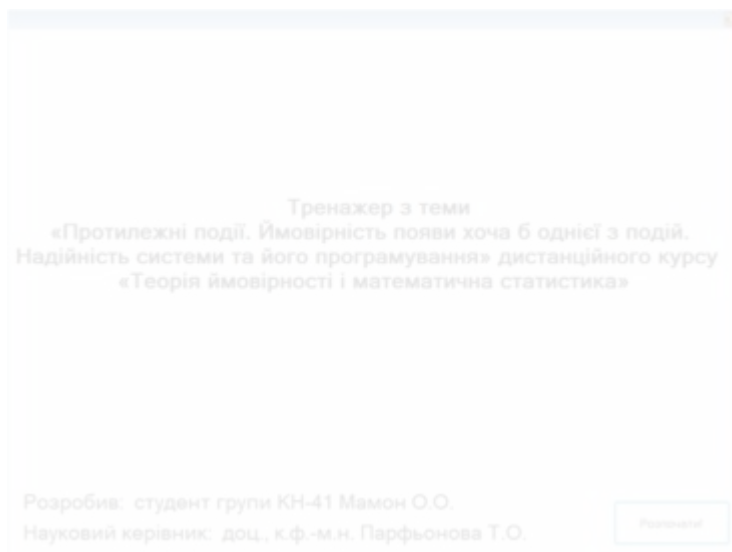 Тренажер з теми
«Протилежні події. Ймовірність появи хоча б однієї з подій.
Надійність системи та його програмування» дистанційного курсу
«Теорія ймовірності і математична статистика»
Розробив: студент групи КН-41 Мамон О.О.
Науковий керівник: доц., к.ф.-м.н. Парфьонова Т.О.
Розпочати